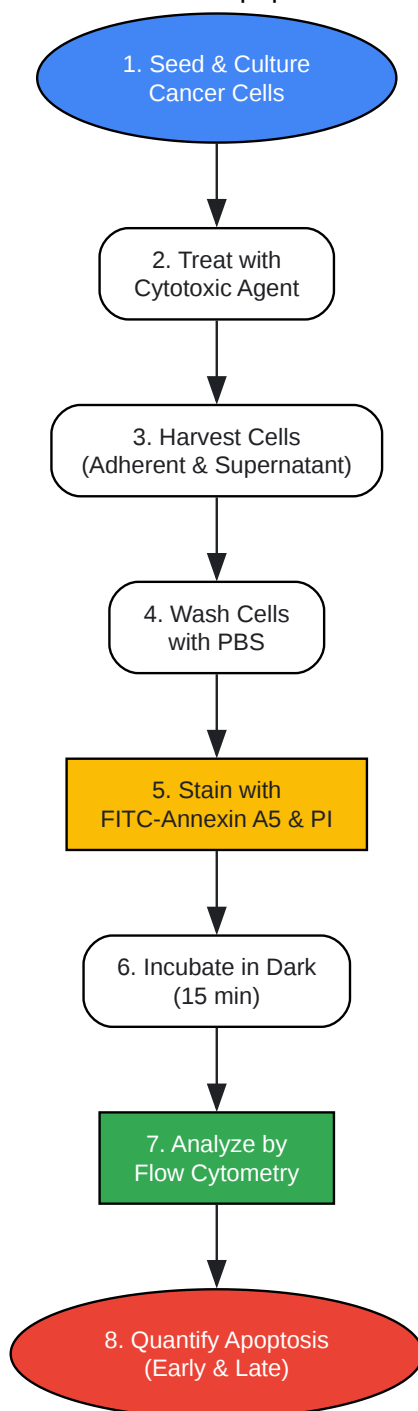 1. Seed & Culture
Cancer Cells
2. Treat with
Cytotoxic Agent
3. Harvest Cells
(Adherent & Supernatant)
4. Wash Cells
with PBS
5. Stain with
FITC-Annexin A5 & PI
6. Incubate in Dark
(15 min)
7. Analyze by
Flow Cytometry
8. Quantify Apoptosis
(Early & Late)